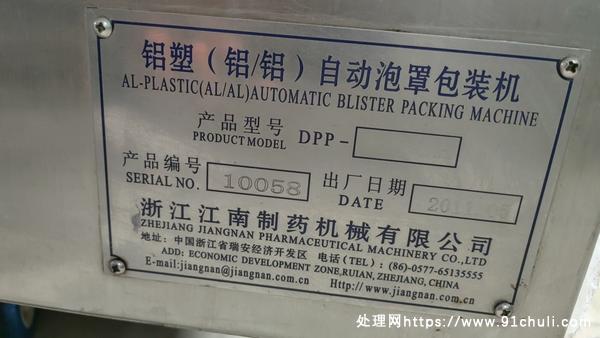 铝塑（铝/铝）自动泡罩包装机
AL-PLASTIC(AL/AL)AUTOMATIC BLISTER PACKING MACHINE
产品型号
PRODUCT MODEL DPP-
产品编号 10058 出厂日期
SERIAL NO. DATE
浙江江南制药机械有限公司
ZHEJIANG JIANGNAN PHARMACEUTICAL MACHINERY CO.,LTD
地址：中国浙江省瑞安经济开发区 电话(TEL)：(86)-0577-65135555
ADD: ECONOMIC DEVELOPMENT ZONE,RUIAN, ZHEJIANG, CHINA
E-mail:jiangnan@jiangnan.com.cn Http://www.jiangnan.com.cn
处理网https://www.91chuli.com/